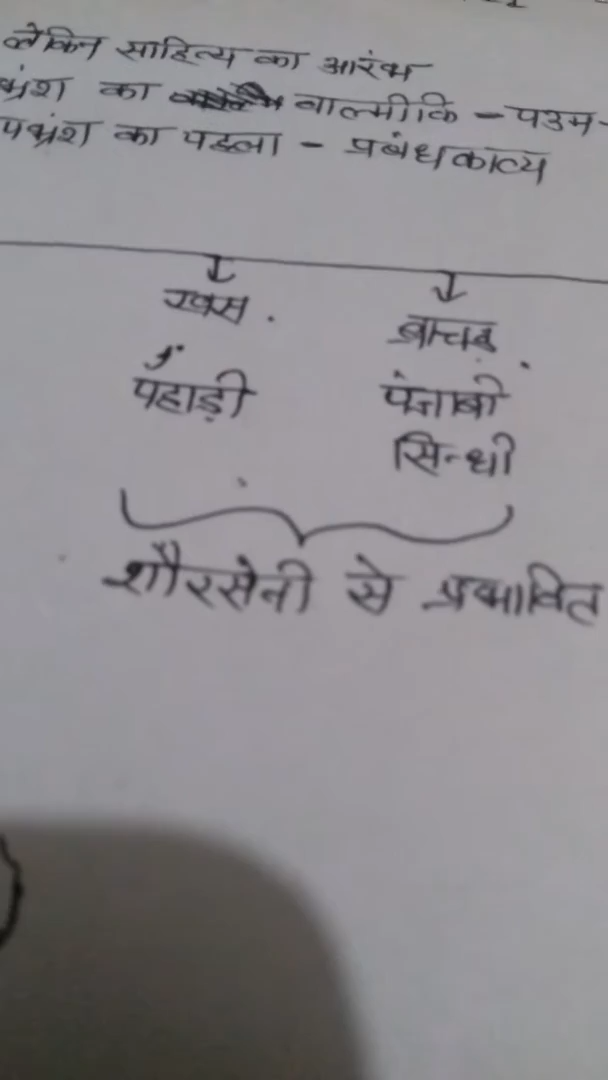 लेकिन साहित्य का आरंभ
भ्रंश का वाल्मीकि - पउम-
पभ्रंश का पहला - प्रबंधकाव्य
खस. ब्राचड़.
पहाड़ी पंजाबी
सिन्धी
शौरसेनी से प्रभावित